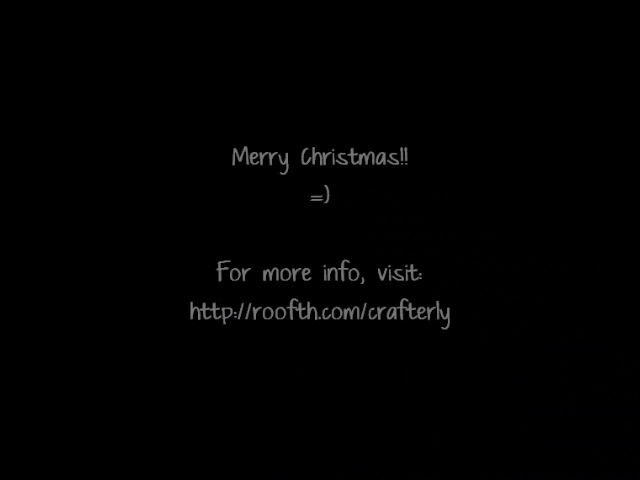 Merry Christmas!!
=)
For more info, visit:
http://roofth.com/crafterly